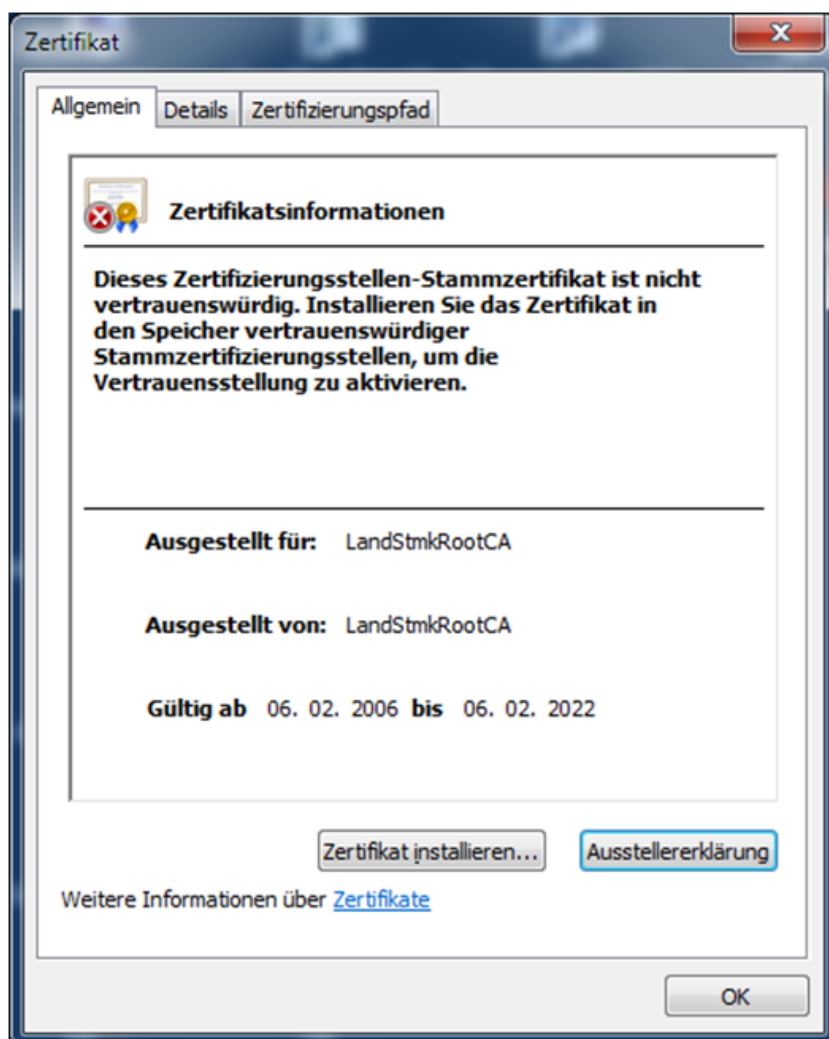 Zertifikat
Allgemein Details Zertifizierungspfad
Zertifikatsinformationen
Dieses Zertifizierungsstellen-Stammzertifikat ist nicht
vertrauenswürdig. Installieren Sie das Zertifikat in
den Speicher vertrauenswürdiger
Stammzertifizierungsstellen, um die
Vertrauensstellung zu aktivieren.
Ausgestellt für: LandStmkRootCA
Ausgestellt von: LandStmkRootCA
Gültig ab 06. 02. 2006 bis 06. 02. 2022
Zertifikat installieren... Ausstellererklärung
Weitere Informationen über Zertifikate
OK